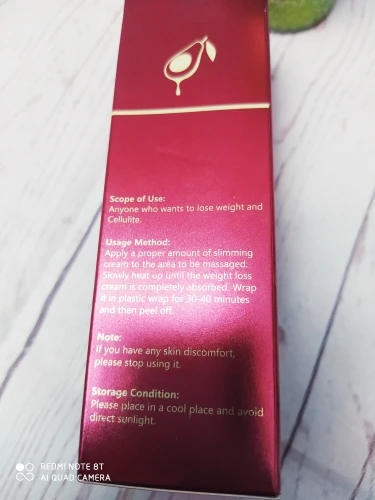 Scope of Use:
Anyone who wants to lose weight and
Cellulite.
Usage Method:
Apply a proper amount of slimming
cream to the area to be massaged.
Slowly heat up until the weight loss
cream is completely absorbed. Wrap
it in plastic wrap for 30-40 minutes
and then peel off.
Note:
If you have any skin discomfort,
please stop using it.
Storage Condition:
Please place in a cool place and avoid
direct sunlight.
REDMI NOTE 8T
AI QUAD CAMERA